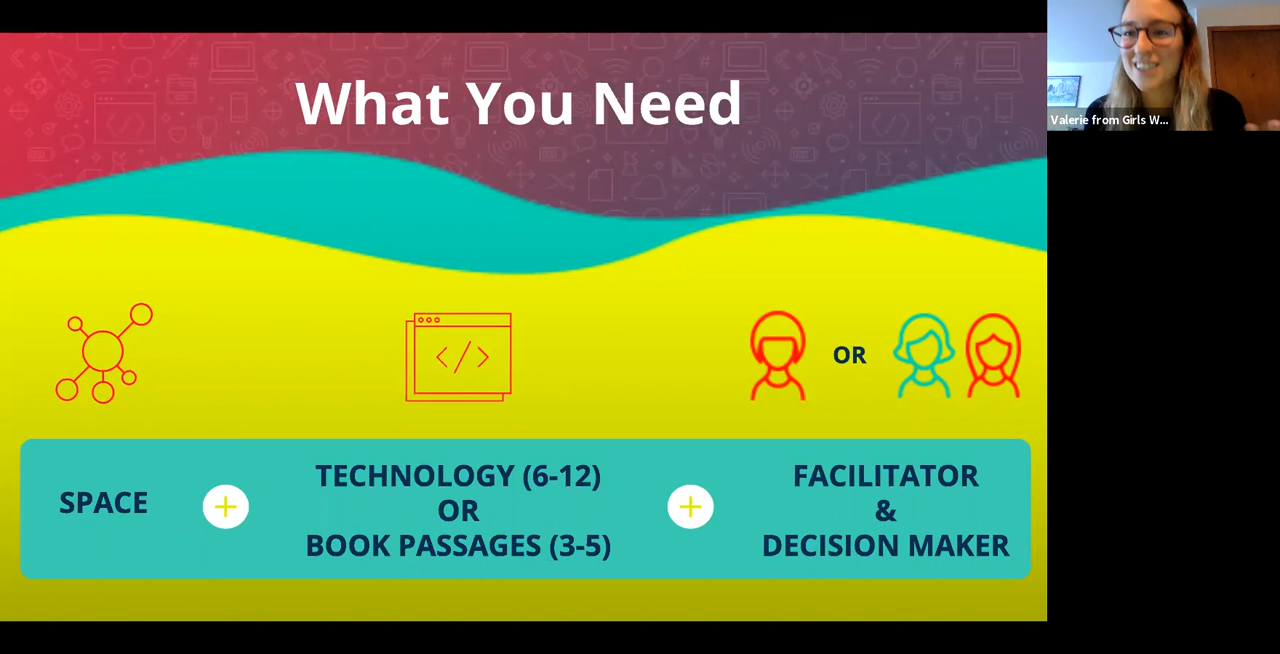 What You Need
Valerie from Girls W...
</>
OR
SPACE
TECHNOLOGY (6-12)
OR
BOOK PASSAGES (3-5)
FACILITATOR
&
DECISION MAKER